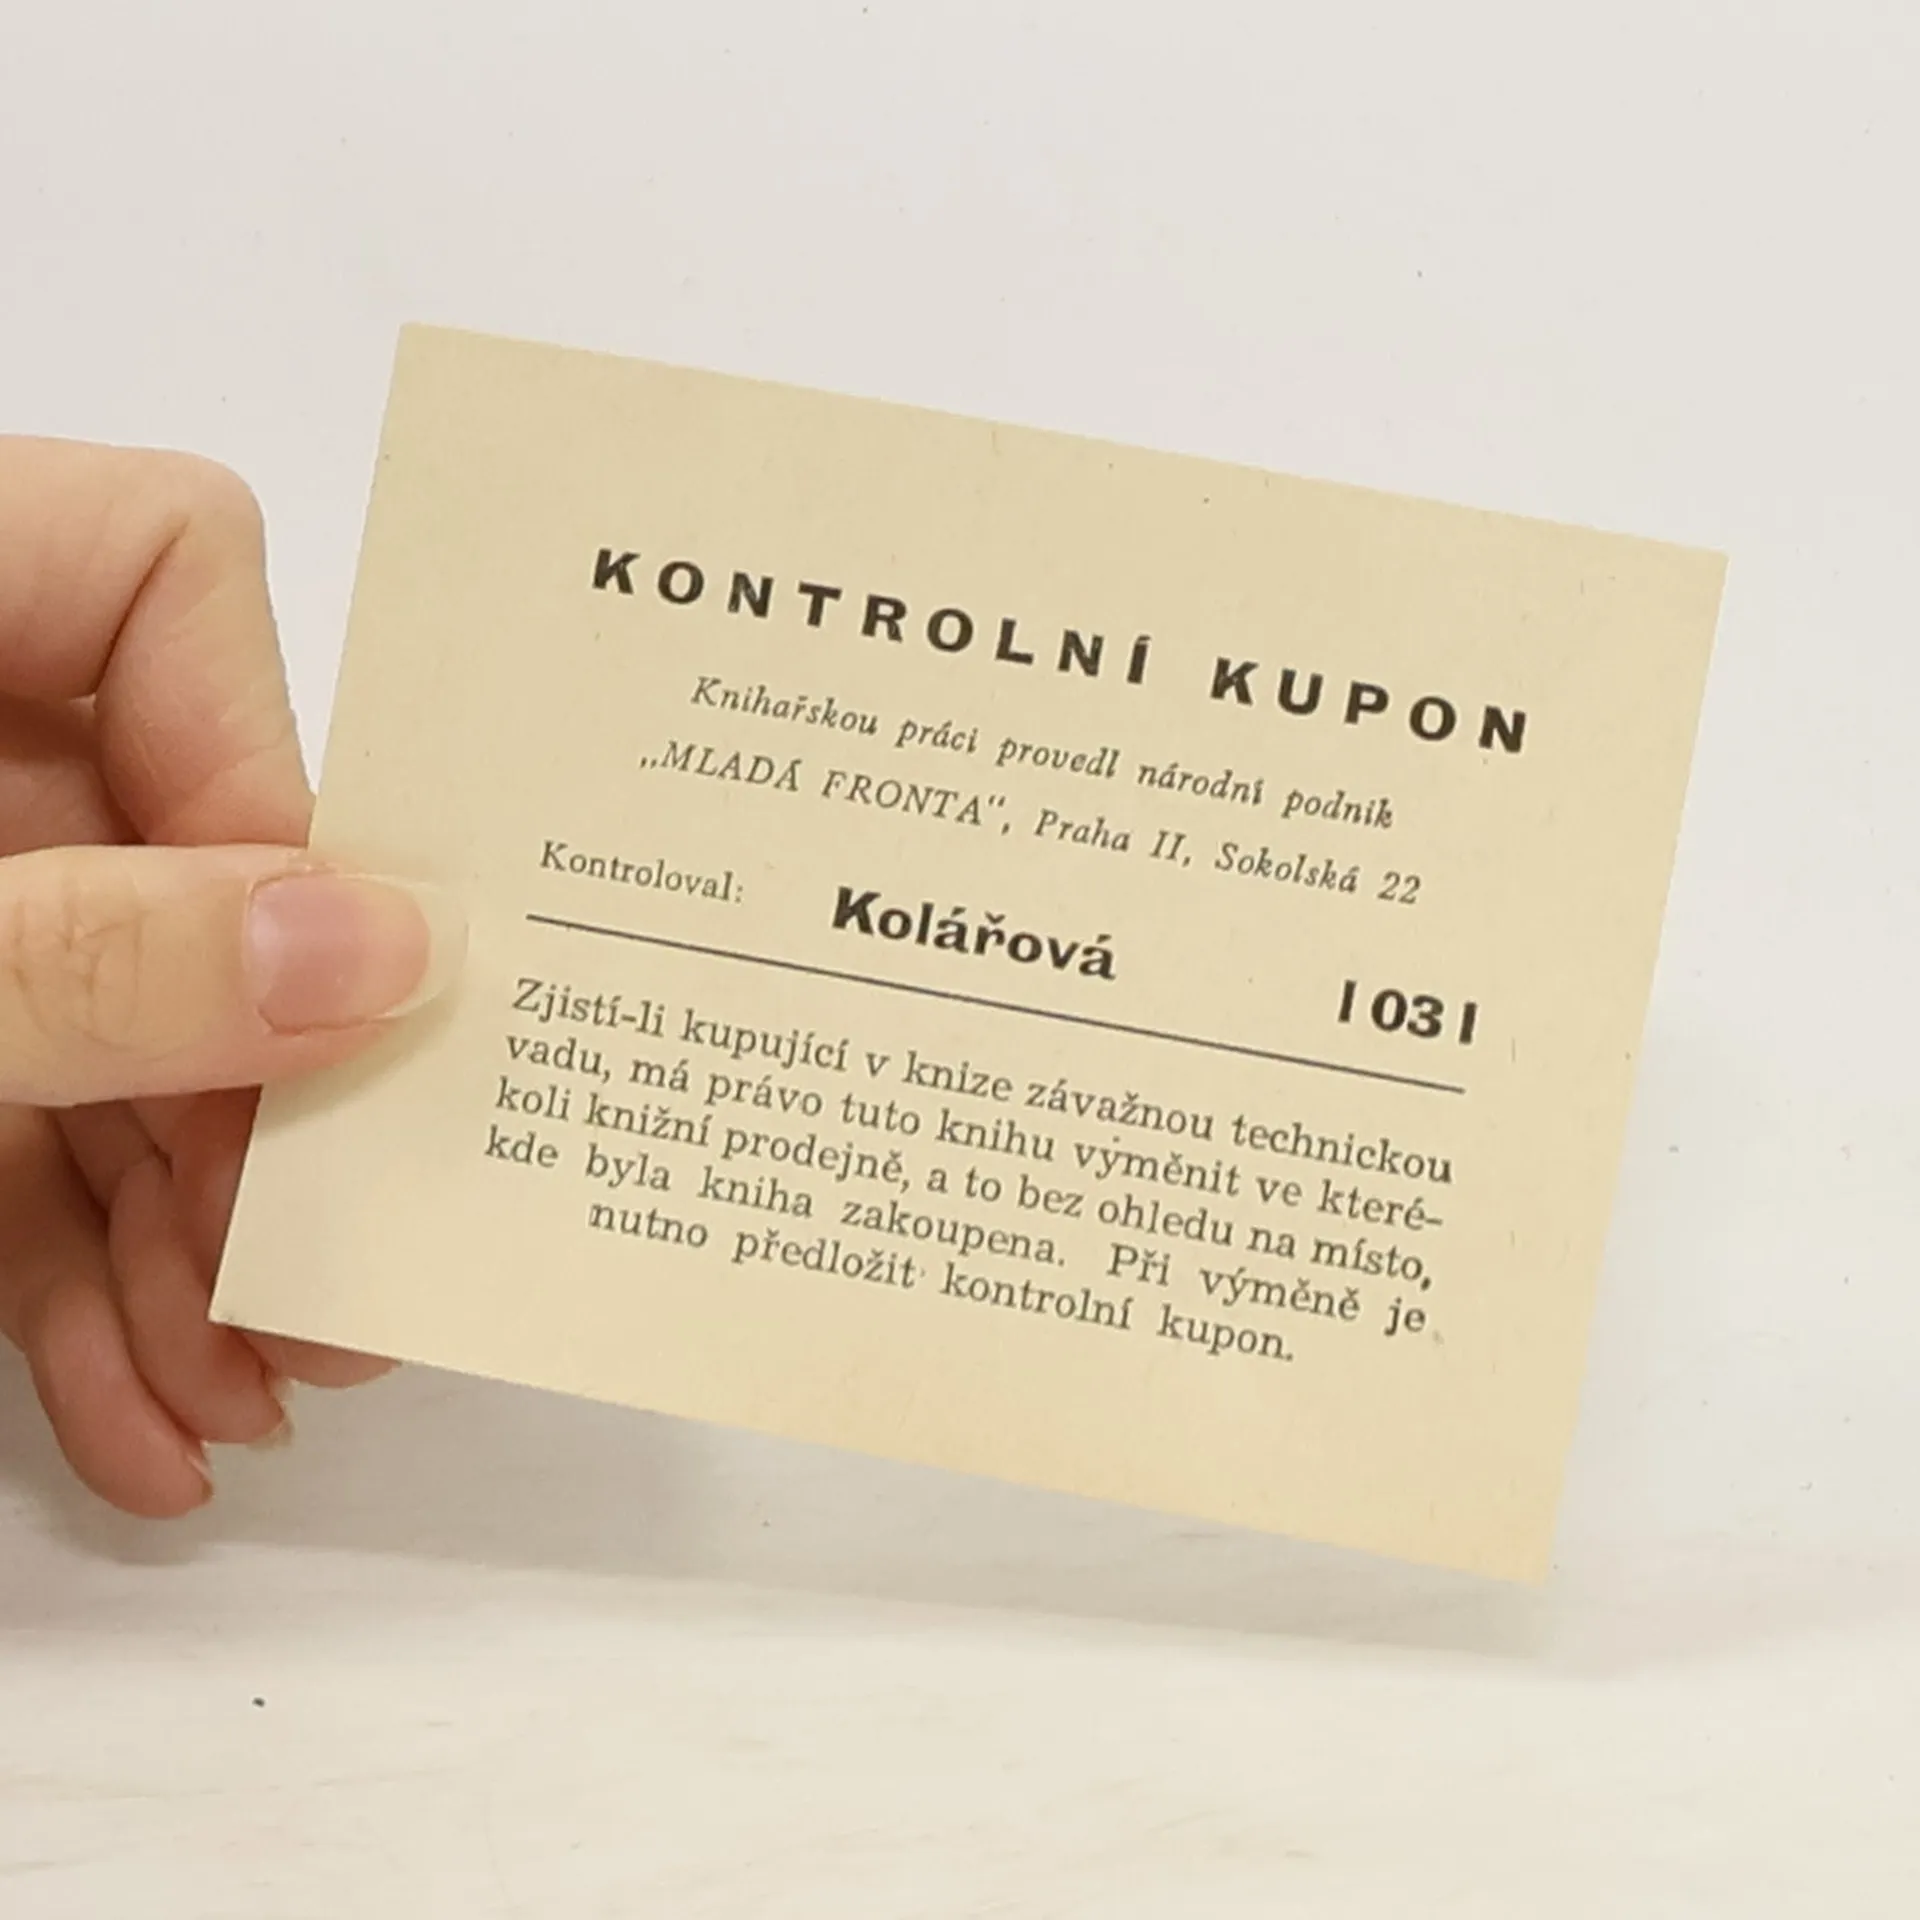 KONTROLNÍ KUPON
Knihařskou práci provedl národní podnik
„MLADÁ FRONTA“, Praha II, Sokolská 22
Kontroloval: Kolářová 1031
Zjistí-li kupující v knize závažnou technickou
vadu, má právo tuto knihu výměnit ve které-
koli knižní prodejně, a to bez ohledu na místo,
kde byla kniha zakoupena. Při výměně je
nutno předložit kontrolní kupon.